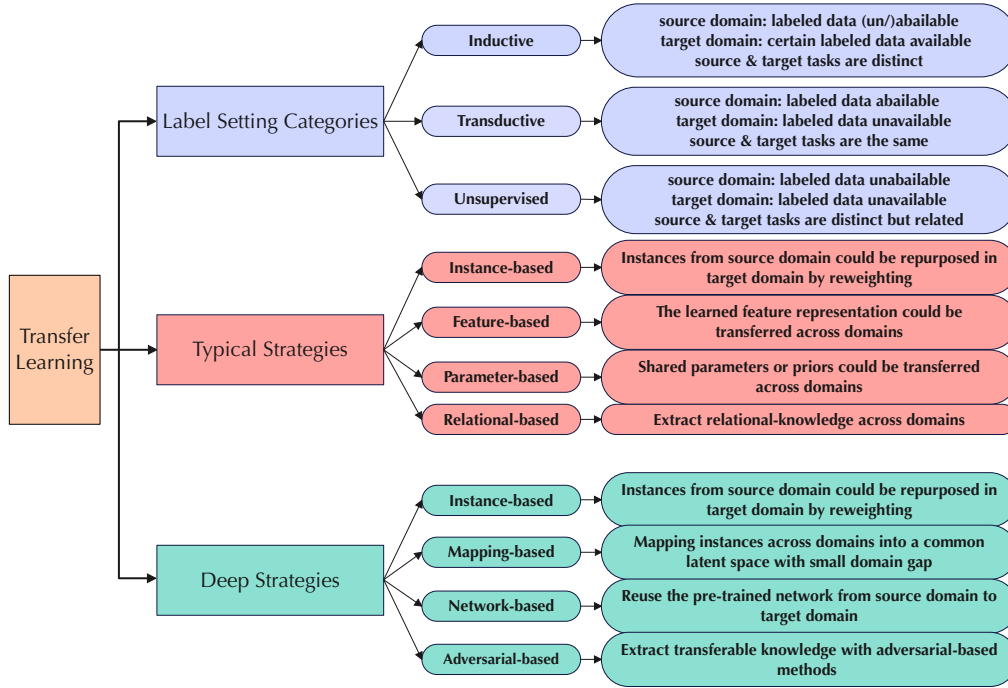 Transfer
Learning
Label Setting Categories
Inductive
source domain: labeled data (un/)abailable
target domain: certain labeled data available
source & target tasks are distinct
Transductive
source domain: labeled data abailable
target domain: labeled data unavailable
source & target tasks are the same
Unsupervised
source domain: labeled data unabailable
target domain: labeled data unavailable
source & target tasks are distinct but related
Typical Strategies
Instance-based
Instances from source domain could be repurposed in
target domain by reweighting
Feature-based
The learned feature representation could be
transferred across domains
Parameter-based
Shared parameters or priors could be transferred
across domains
Relational-based
Extract relational-knowledge across domains
Deep Strategies
Instance-based
Instances from source domain could be repurposed in
target domain by reweighting
Mapping-based
Mapping instances across domains into a common
latent space with small domain gap
Network-based
Reuse the pre-trained network from source domain to
target domain
Adversarial-based
Extract transferable knowledge with adversarial-based
methods